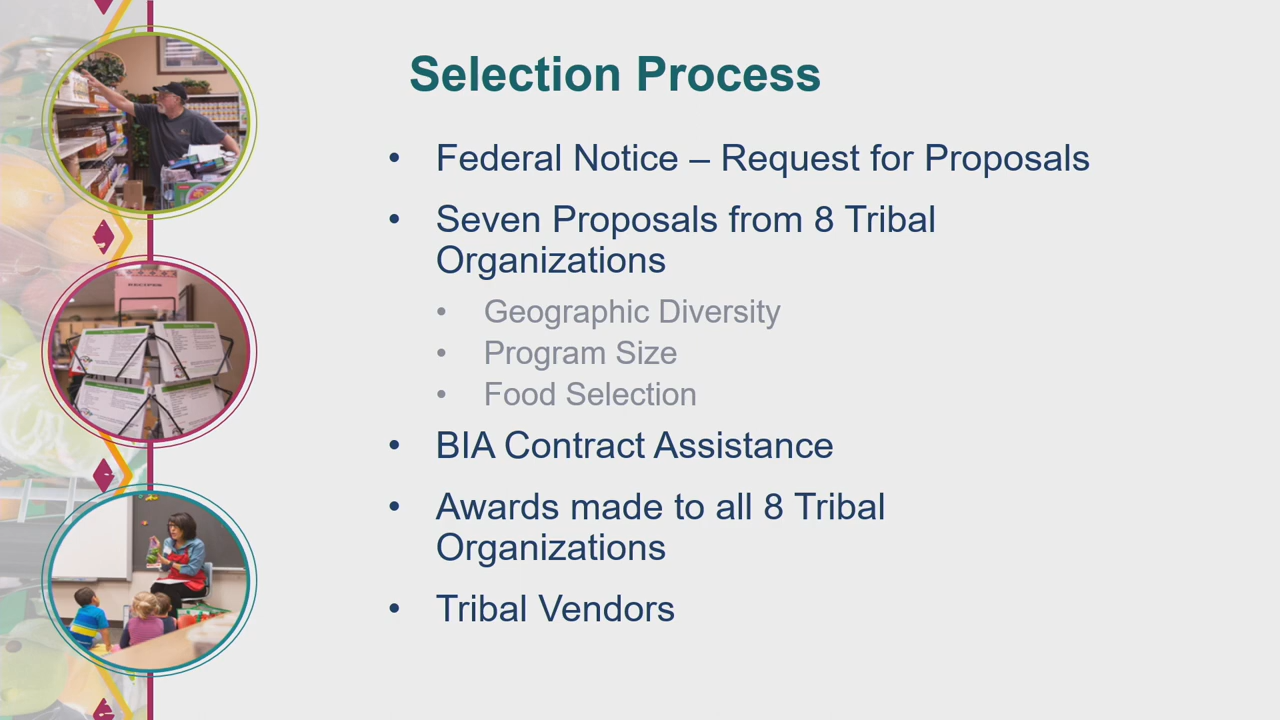 Selection Process
• Federal Notice – Request for Proposals
• Seven Proposals from 8 Tribal
Organizations
• Geographic Diversity
• Program Size
• Food Selection
• BIA Contract Assistance
• Awards made to all 8 Tribal
Organizations
• Tribal Vendors